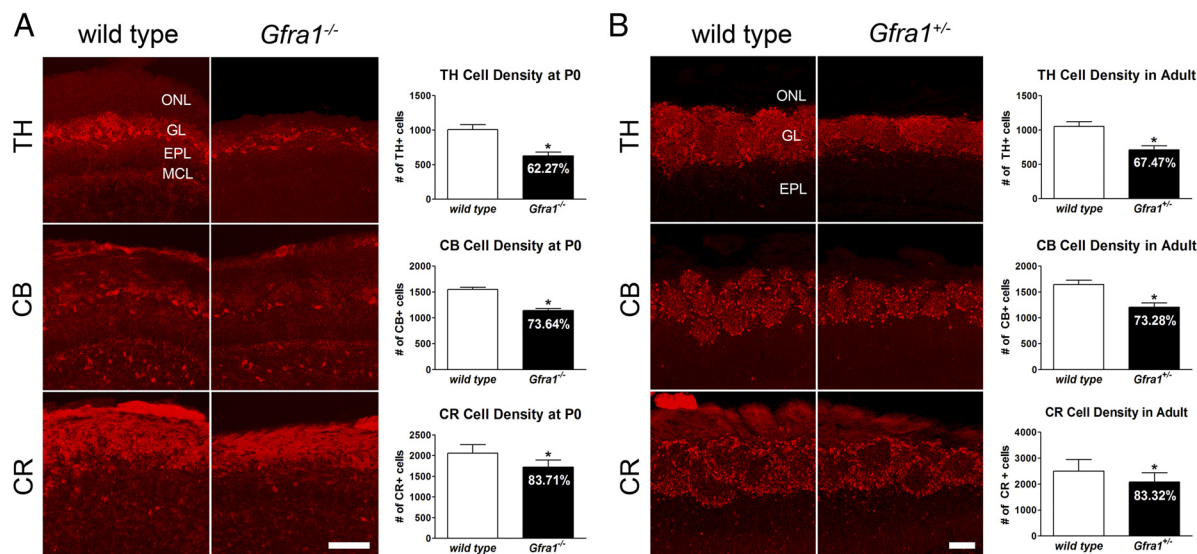 A
wild type
Gfra1-/-
TH
ONL
GL
EPL
MCL
TH Cell Density at P0
# of TH+ cells
1500
1000
500
0
*
62.27%
wild type
Gfra1-/-
CB
CB Cell Density at P0
# of CB+ cells
2000
1500
1000
500
0
*
73.64%
wild type
Gfra1-/-
CR
CR Cell Density at P0
# of CR+ cells
2500
2000
1500
1000
500
0
*
83.71%
wild type
Gfra1-/-
B
wild type
Gfra1+/-
TH
ONL
GL
EPL
TH Cell Density in Adult
# of TH+ cells
1500
1000
500
0
*
67.47%
wild type
Gfra1+/-
CB
CB Cell Density in Adult
# of CB+ cells
2000
1500
1000
500
0
*
73.28%
wild type
Gfra1+/-
CR
CR Cell Density in Adult
# of CR + cells
4000
3000
2000
1000
0
*
83.32%
wild type
Gfra1+/-